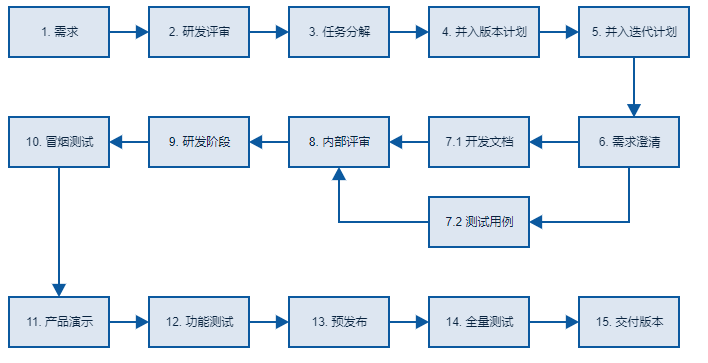 1. 需求
2. 研发评审
3. 任务分解
4. 并入版本计划
5. 并入迭代计划
6. 需求澄清
7.1 开发文档
7.2 测试用例
8. 内部评审
9. 研发阶段
10. 冒烟测试
11. 产品演示
12. 功能测试
13. 预发布
14. 全量测试
15. 交付版本